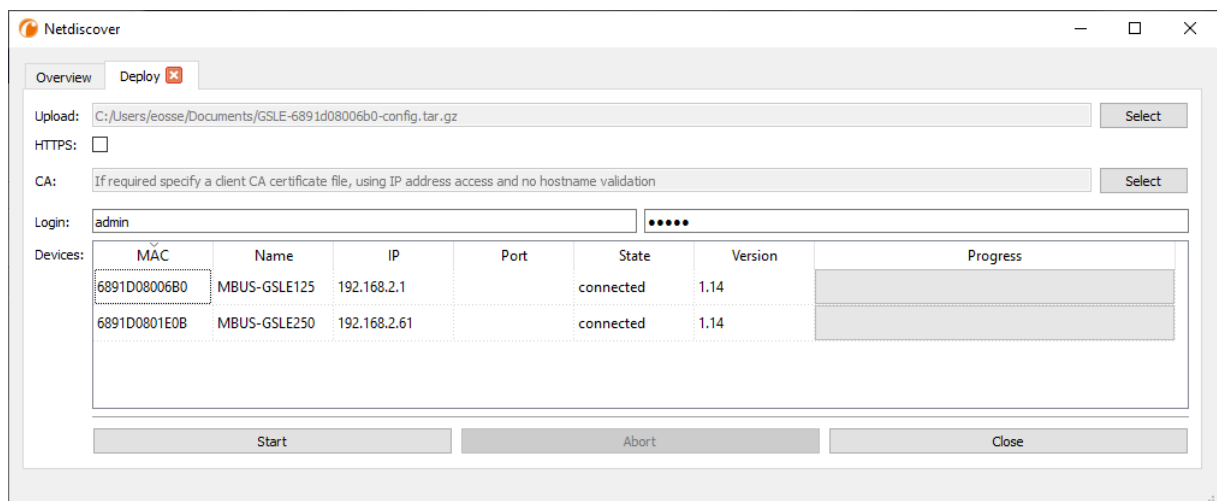 Netdiscover
Overview Deploy
Upload: C:/Users/eosse/Documents/GSLE-6891d08006b0-config.tar.gz Select
HTTPS:
CA: If required specify a client CA certificate file, using IP address access and no hostname validation Select
Login: admin ●●●●●
Devices: MAC Name IP Port State Version Progress
6891D08006B0 MBUS-GSLE125 192.168.2.1 connected 1.14
6891D0801E0B MBUS-GSLE250 192.168.2.61 connected 1.14
Start Abort Close